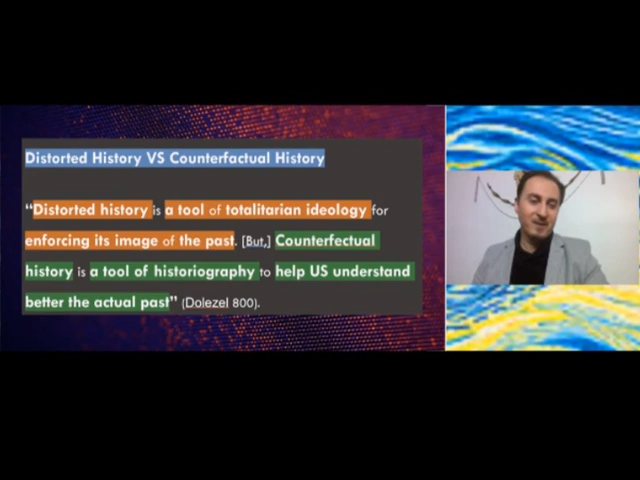 Distorted History VS Counterfactual History
“Distorted history is a tool of totalitarian ideology for
enforcing its image of the past. [But,] Counterfectual
history is a tool of historiography to help US understand
better the actual past” (Dolezel 800).